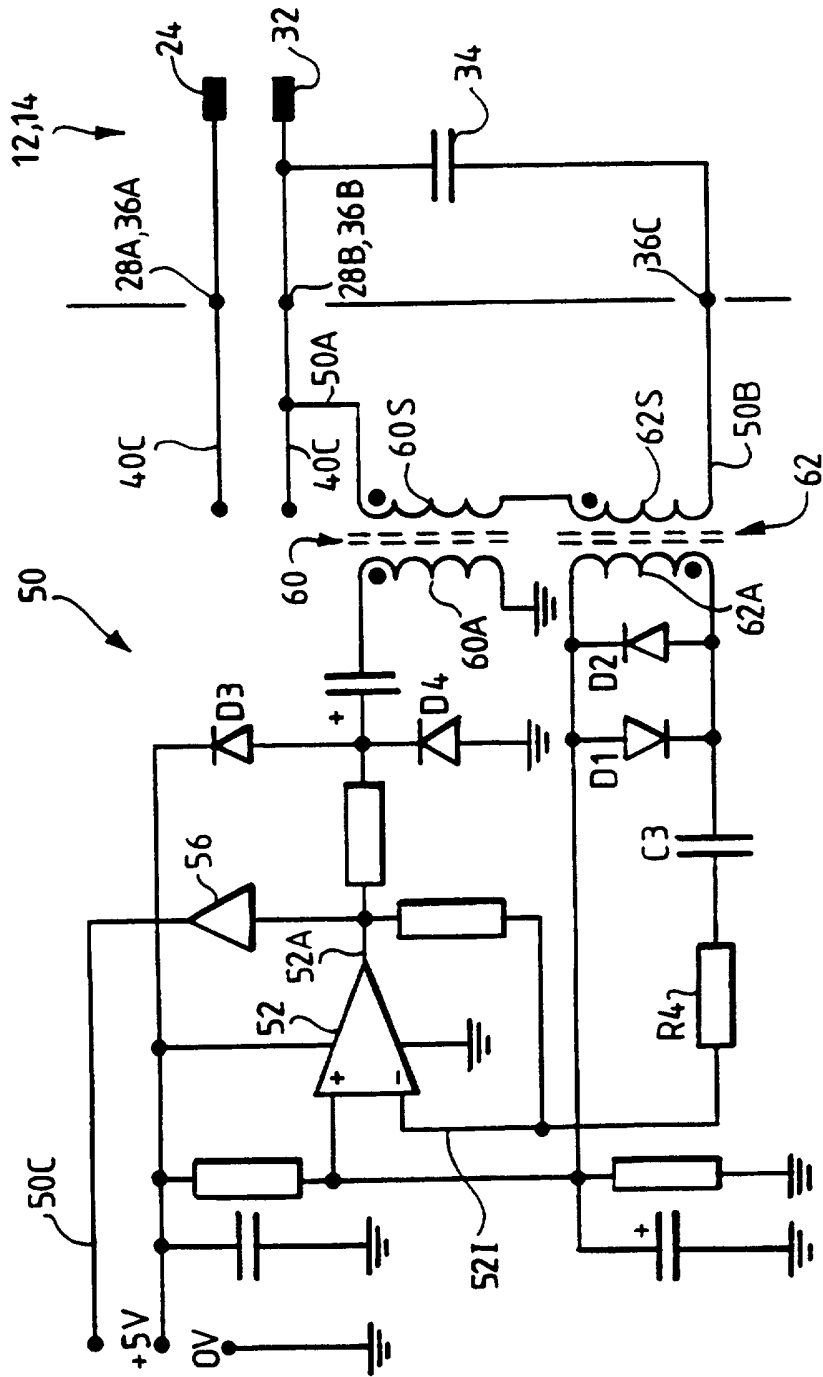 50
12,14
24
32
28A,36A
28B,36B
34
36C
40C
40C
50A
50B
60
60S
60A
62S
62A
62
D3
D4
+
D2
D1
56
52A
52
+
-
C3
R4
50C
52I
+
+5V
0V